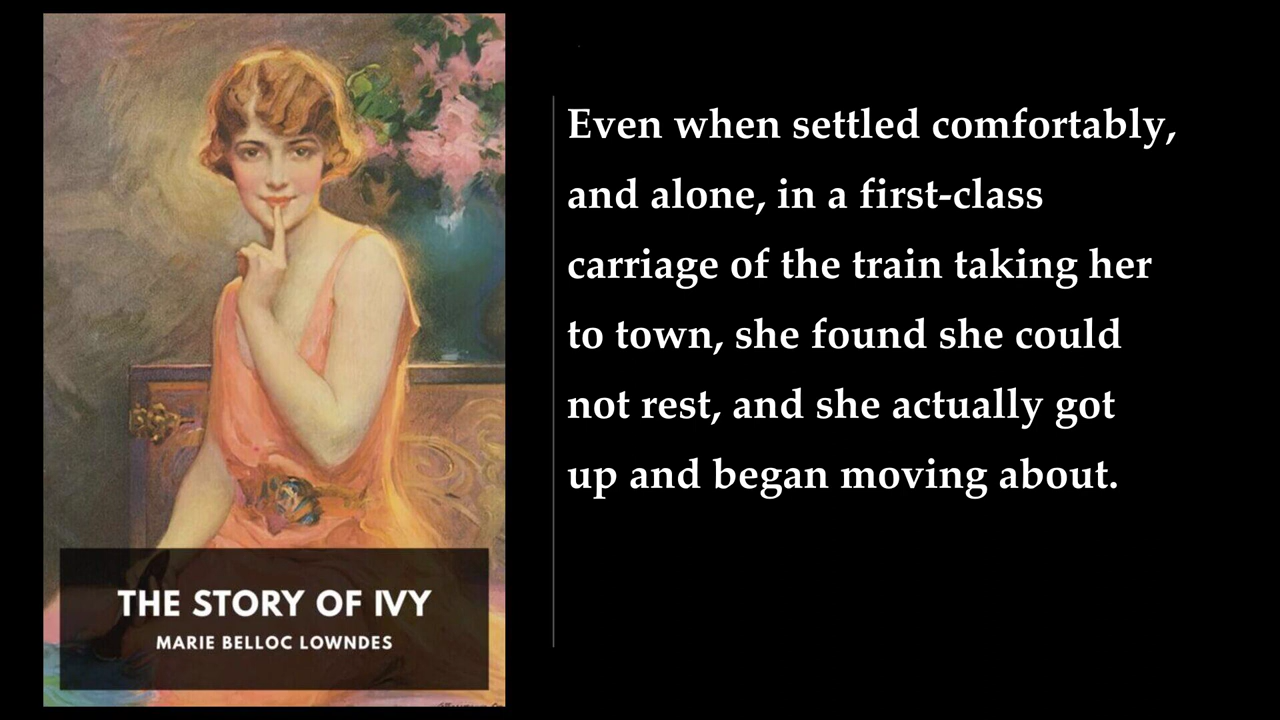 Even when settled comfortably,
and alone, in a first-class
carriage of the train taking her
to town, she found she could
not rest, and she actually got
up and began moving about.
THE STORY OF IVY
MARIE BELLOC LOWNDES